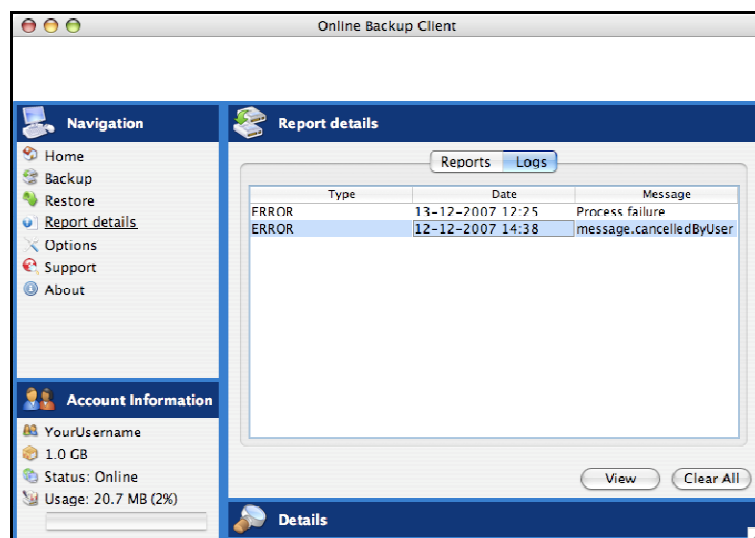 Online Backup Client
Navigation
Home
Backup
Restore
Report details
Options
Support
About
Account Information
YourUsername
1.0 GB
Status: Online
Usage: 20.7 MB (2%)
Report details
Reports Logs
Type Date Message
ERROR 13-12-2007 12:25 Process failure
ERROR 12-12-2007 14:38 message.cancelledByUser
View Clear All
Details